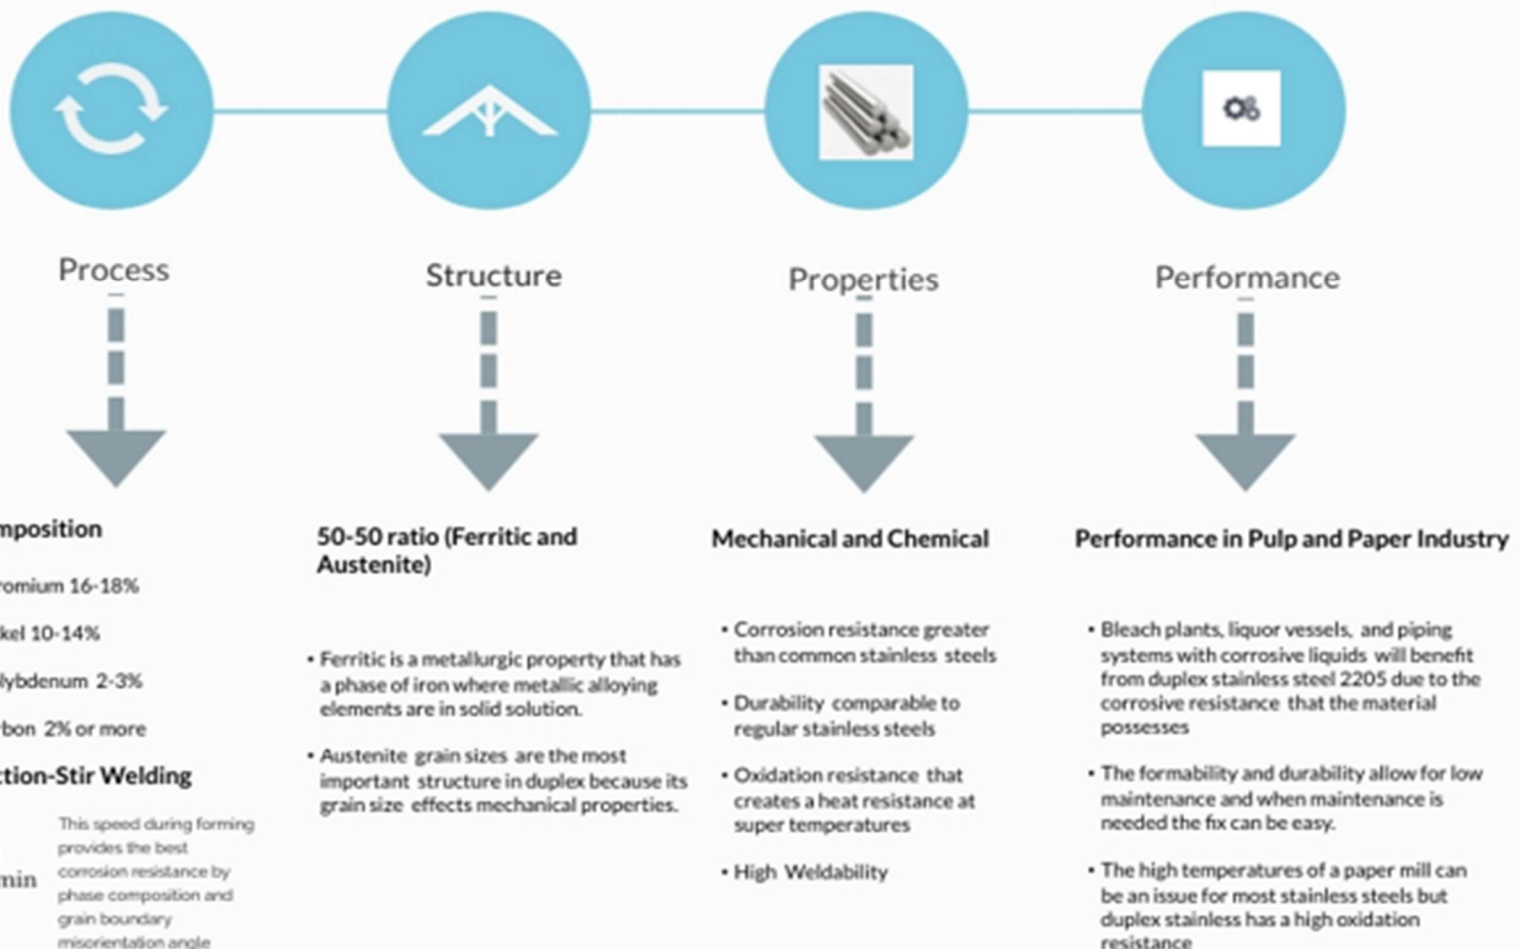 Process
Structure
Properties
Performance
mposition
romium 16-18%
kel 10-14%
lybdenum 2-3%
rbon 2% or more
ction-Stir Welding
This speed during forming
provides the best
corrosion resistance by
phase composition and
grain boundary
misorientation angle
min
50-50 ratio (Ferritic and
Austenite)
• Ferritic is a metallurgic property that has
a phase of iron where metallic alloying
elements are in solid solution.
• Austenite grain sizes are the most
important structure in duplex because its
grain size effects mechanical properties.
Mechanical and Chemical
• Corrosion resistance greater
than common stainless steels
• Durability comparable to
regular stainless steels
• Oxidation resistance that
creates a heat resistance at
super temperatures
• High Weldability
Performance in Pulp and Paper Industry
• Bleach plants, liquor vessels, and piping
systems with corrosive liquids will benefit
from duplex stainless steel 2205 due to the
corrosive resistance that the material
possesses
• The formability and durability allow for low
maintenance and when maintenance is
needed the fix can be easy.
• The high temperatures of a paper mill can
be an issue for most stainless steels but
duplex stainless has a high oxidation
resistance